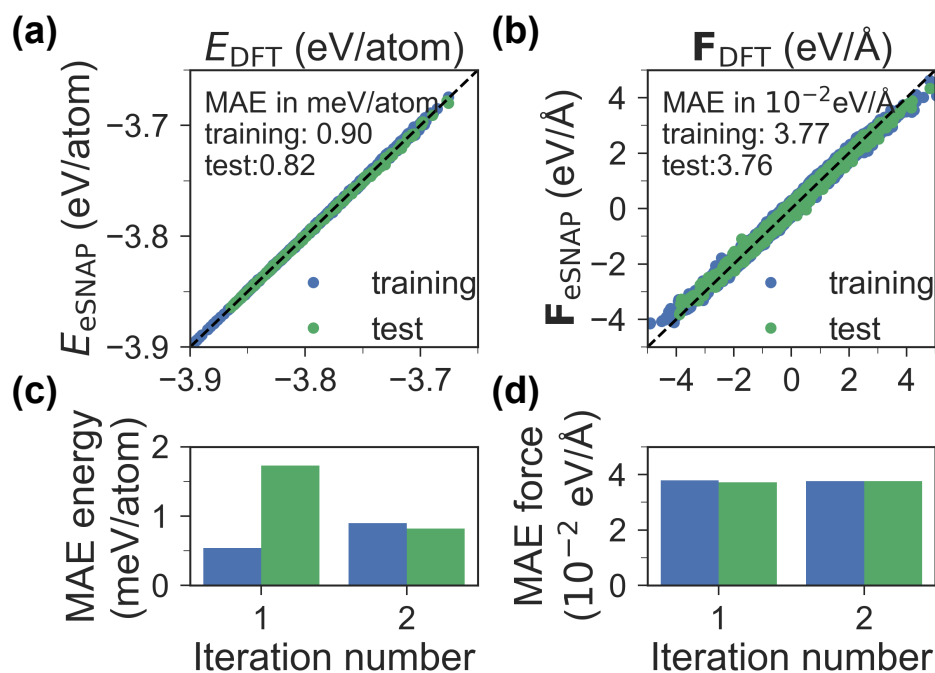 (a)
E_DFT (eV/atom)
E_eSNAP (eV/atom)
−3.7
−3.8
−3.9
MAE in meV/atom
training: 0.90
test:0.82
training
test
−3.9
−3.8
−3.7
(b)
F_DFT (eV/Å)
F_eSNAP (eV/Å)
4
2
0
−2
−4
MAE in 10⁻²eV/Å
training: 3.77
test:3.76
training
test
−4
−2
0
2
4
(c)
MAE energy
(meV/atom)
2
1
0
1
2
Iteration number
(d)
MAE force
(10⁻² eV/Å)
4
2
0
1
2
Iteration number